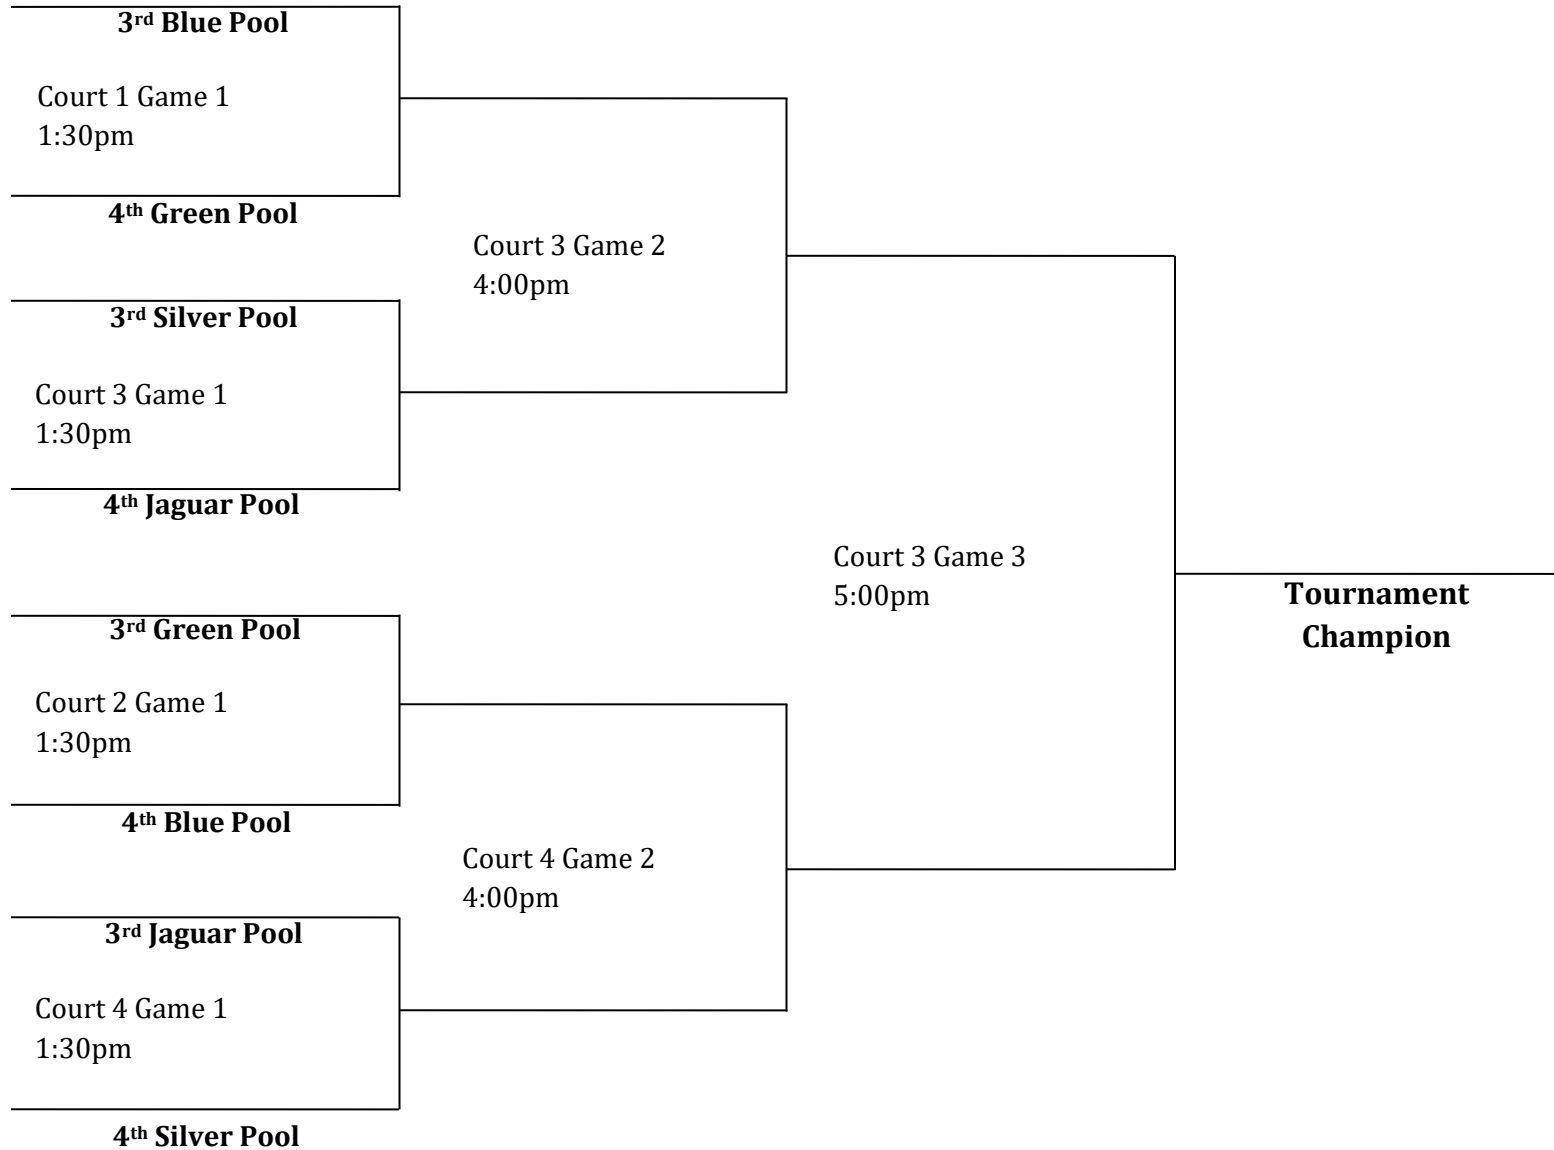 3rd Blue Pool
Court 1 Game 1
1:30pm
4th Green Pool
Court 3 Game 2
4:00pm
3rd Silver Pool
Court 3 Game 1
1:30pm
4th Jaguar Pool
Court 3 Game 3
5:00pm
Tournament
Champion
3rd Green Pool
Court 2 Game 1
1:30pm
4th Blue Pool
Court 4 Game 2
4:00pm
3rd Jaguar Pool
Court 4 Game 1
1:30pm
4th Silver Pool